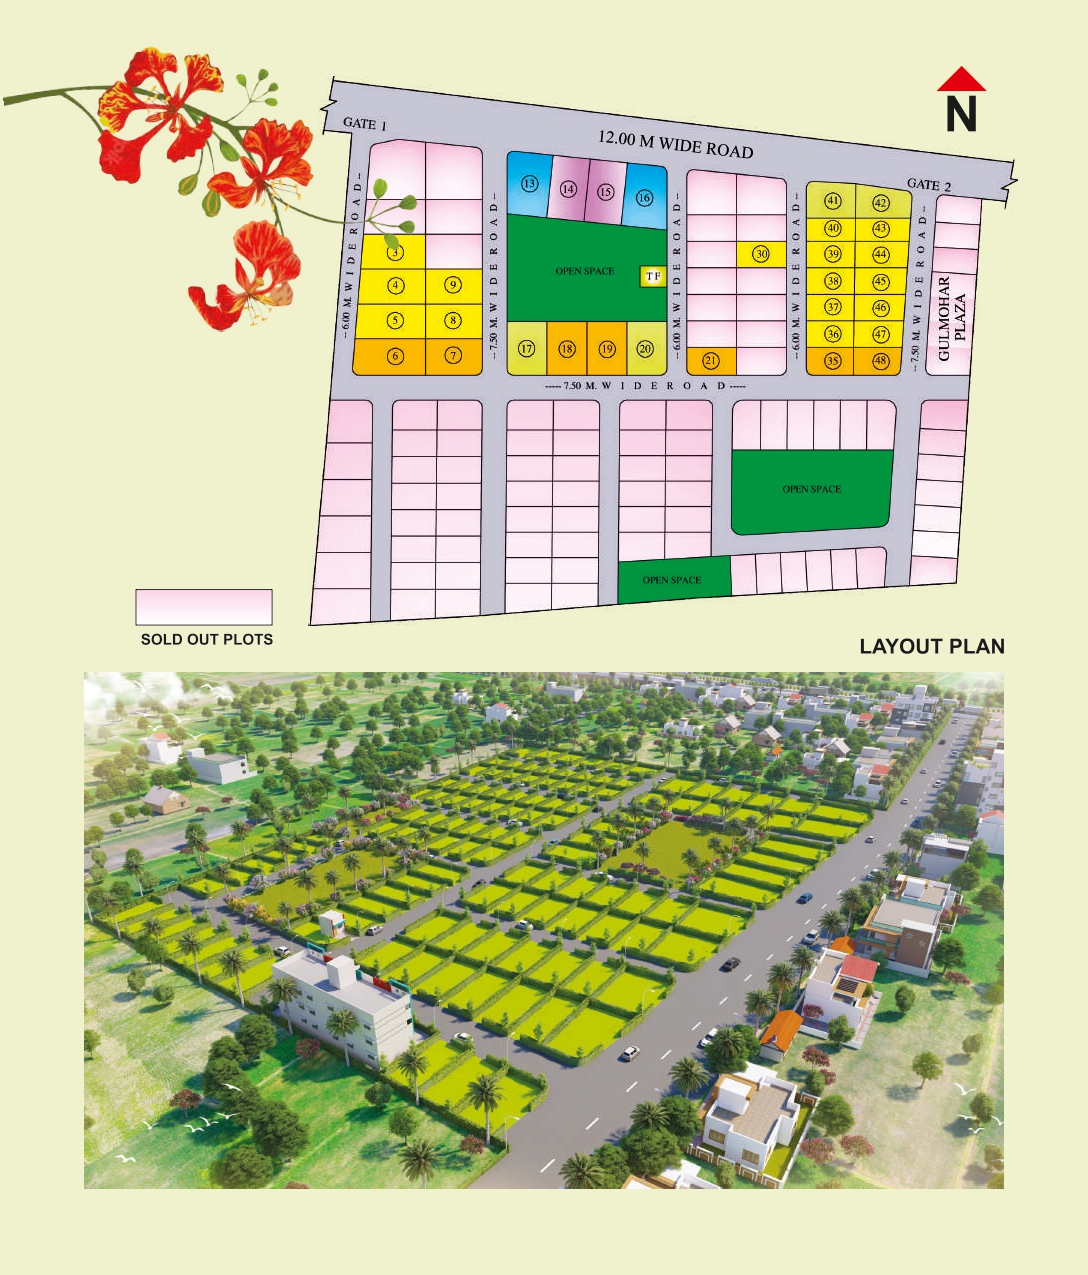 N
GATE 1
12.00 M WIDE ROAD
GATE 2
-- 6.00 M. W I D E R O A D --
-- 7.50 M. W I D E R O A D --
-- 6.00 M. W I D E R O A D --
-- 6.00 M. W I D E R O A D --
-- 7.50 M. W I D E R O A D --
13 14 15 16
3
4 9
5 8
6 7
OPEN SPACE
T F
17 18 19 20
30
21
41 42
40 43
39 44
38 45
37 46
36 47
35 48
GULMOHAR
PLAZA
----- 7.50 M. W I D E R O A D -----
OPEN SPACE
OPEN SPACE
SOLD OUT PLOTS
LAYOUT PLAN